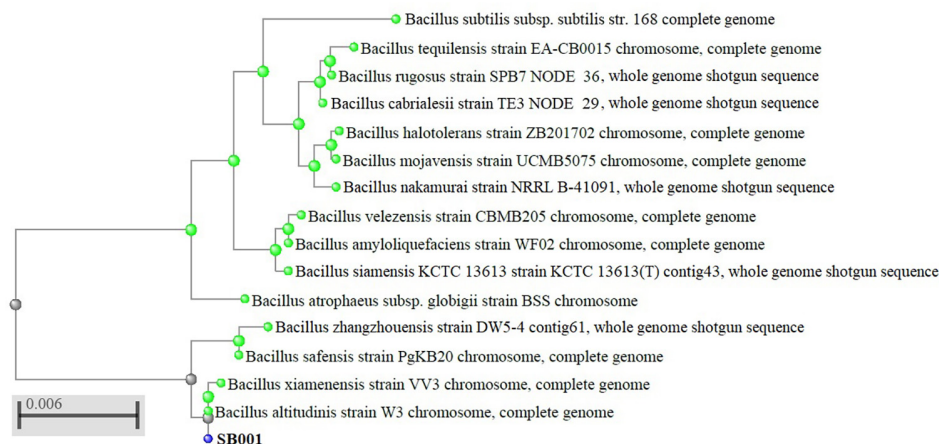 Bacillus subtilis subsp. subtilis str. 168 complete genome
Bacillus tequilensis strain EA-CB0015 chromosome, complete genome
Bacillus rugosus strain SPB7 NODE 36, whole genome shotgun sequence
Bacillus cabrialesii strain TE3 NODE 29, whole genome shotgun sequence
Bacillus halotolerans strain ZB201702 chromosome, complete genome
Bacillus mojavensis strain UCMB5075 chromosome, complete genome
Bacillus nakamurai strain NRRL B-41091, whole genome shotgun sequence
Bacillus velezensis strain CBMB205 chromosome, complete genome
Bacillus amyloliquefaciens strain WF02 chromosome, complete genome
Bacillus siamensis KCTC 13613 strain KCTC 13613(T) contig43, whole genome shotgun sequence
Bacillus atrophaeus subsp. globigii strain BSS chromosome
Bacillus zhangzhouensis strain DW5-4 contig61, whole genome shotgun sequence
Bacillus safensis strain PgKB20 chromosome, complete genome
Bacillus xiamenensis strain VV3 chromosome, complete genome
0.006
Bacillus altitudinis strain W3 chromosome, complete genome
SB001